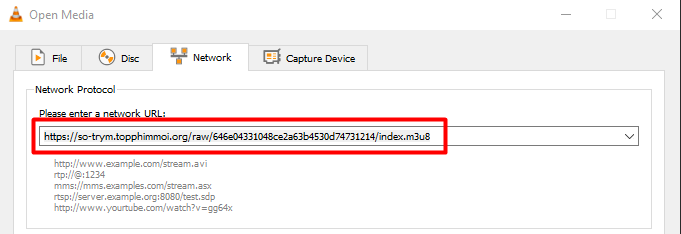 Open Media
File Disc Network Capture Device
Network Protocol
Please enter a network URL:
https://so-trym.topphimmoi.org/raw/646e04331048ce2a63b4530d74731214/index.m3u8
http://www.example.com/stream.avi
rtp://@:1234
mms://mms.examples.com/stream.asx
rtsp://server.example.org:8080/test.sdp
http://www.youtube.com/watch?v=gg64x